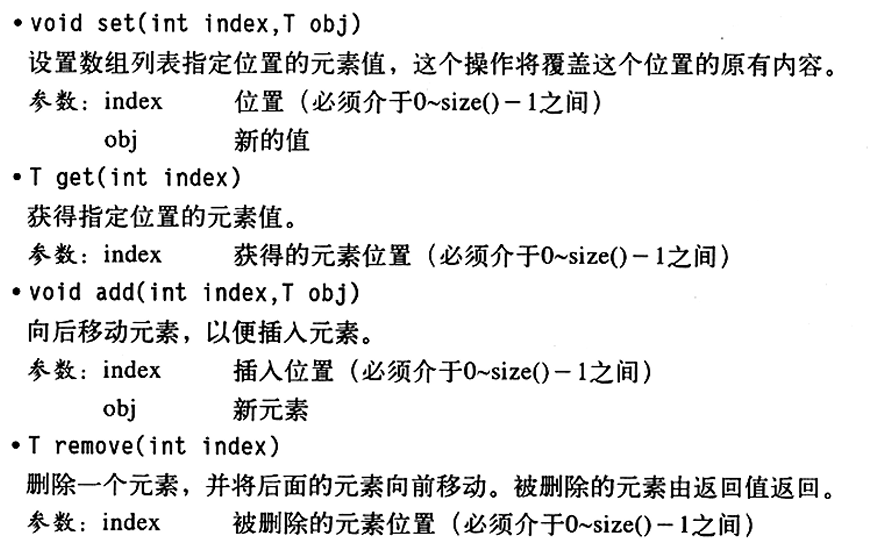 • void set(int index,T obj)
设置数组列表指定位置的元素值，这个操作将覆盖这个位置的原有内容。
参数：index 位置（必须介于0~size()－1之间）
obj 新的值
• T get(int index)
获得指定位置的元素值。
参数：index 获得的元素位置（必须介于0~size()－1之间）
• void add(int index,T obj)
向后移动元素，以便插入元素。
参数：index 插入位置（必须介于0~size()－1之间）
obj 新元素
• T remove(int index)
删除一个元素，并将后面的元素向前移动。被删除的元素由返回值返回。
参数：index 被删除的元素位置（必须介于0~size()－1之间）